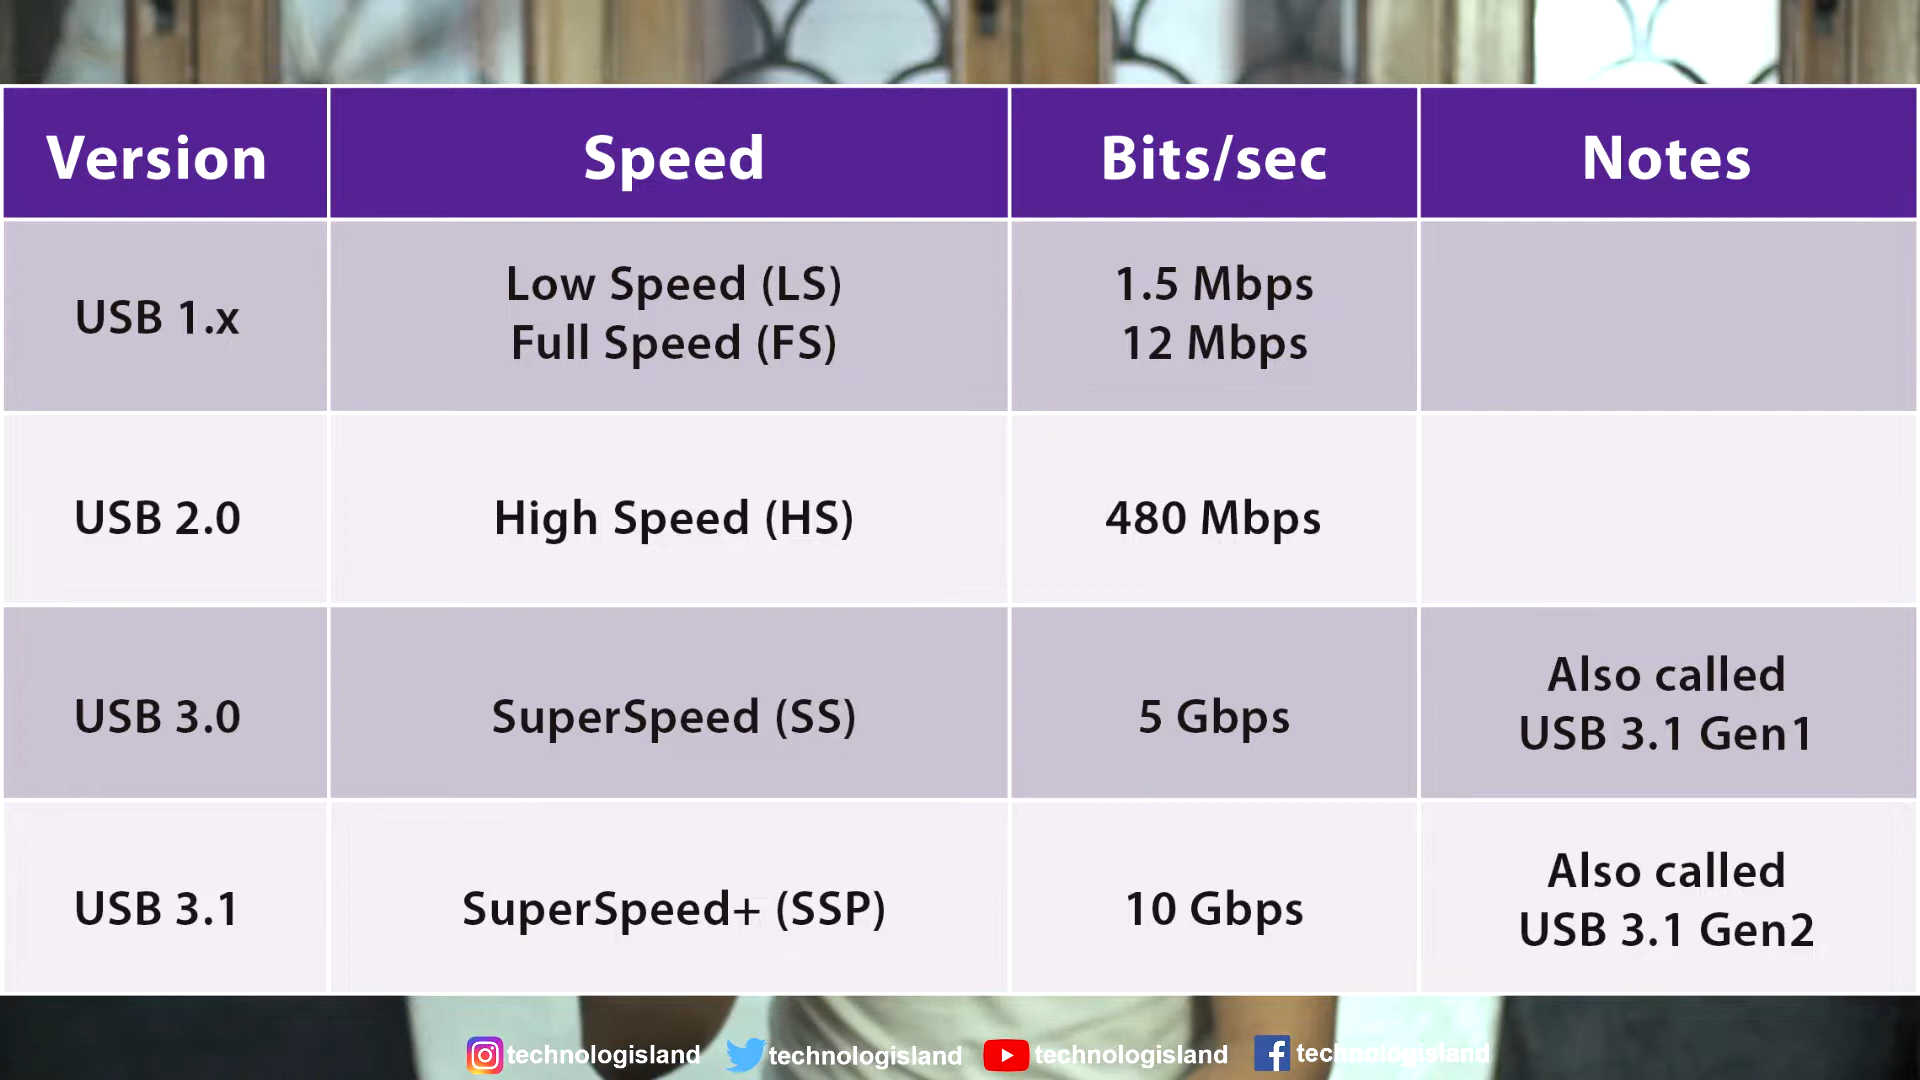 Version Speed Bits/sec Notes
USB 1.x
Low Speed (LS)
Full Speed (FS)
1.5 Mbps
12 Mbps
USB 2.0 High Speed (HS) 480 Mbps
USB 3.0 SuperSpeed (SS) 5 Gbps
Also called
USB 3.1 Gen1
USB 3.1 SuperSpeed+ (SSP) 10 Gbps
Also called
USB 3.1 Gen2
technologisland technologisland technologisland technologisland